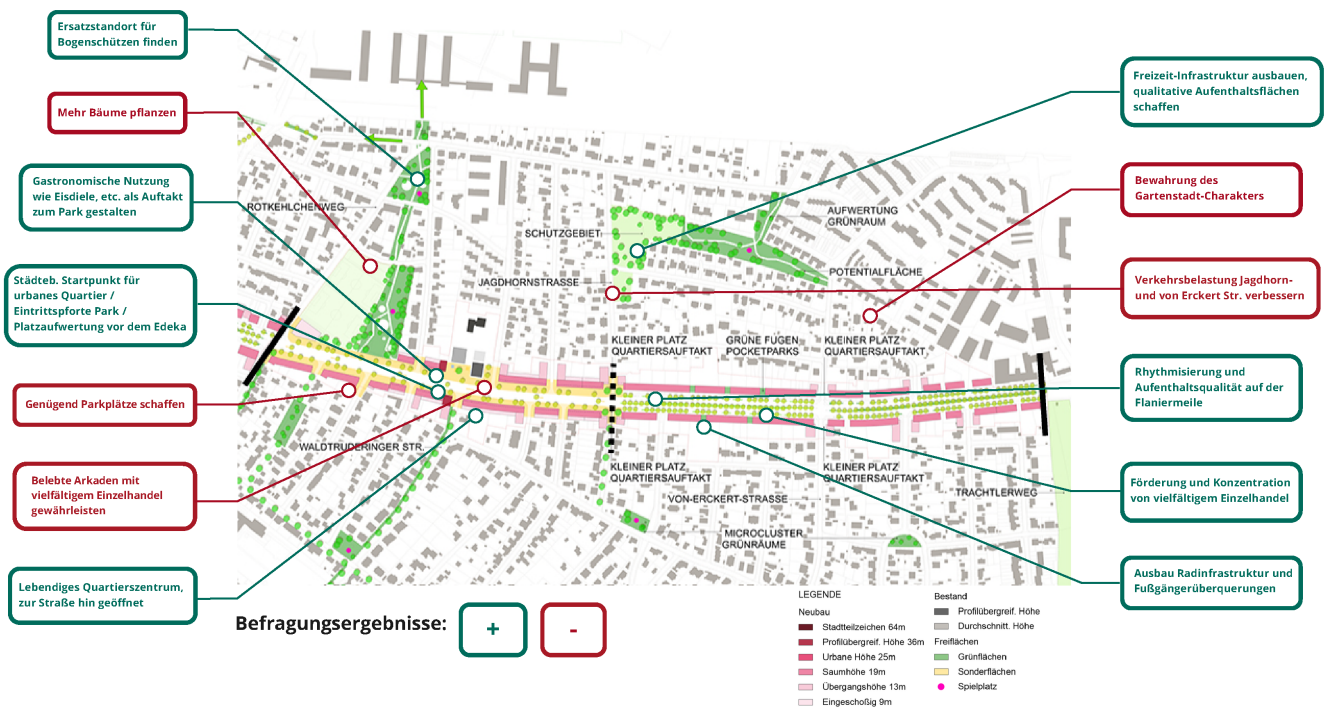 Ersatzstandort für
Bogenschützen finden
Mehr Bäume pflanzen
Gastronomische Nutzung
wie Eisdiele, etc. als Auftakt
zum Park gestalten
Städteb. Startpunkt für
urbanes Quartier /
Eintrittspforte Park /
Platzaufwertung vor dem Edeka
Genügend Parkplätze schaffen
Belebte Arkaden mit
vielfältigem Einzelhandel
gewährleisten
Lebendiges Quartierszentrum,
zur Straße hin geöffnet
ROTKEHLCHENWEG
SCHUTZGEBIET
AUFWERTUNG
GRÜNRAUM
POTENTIALFLÄCHE
JAGDHORNSTRASSE
KLEINER PLATZ
QUARTIERSAUFTAKT
GRÜNE FUGEN
POCKETPARKS
KLEINER PLATZ
QUARTIERSAUFTAKT
WALDTRUDERINGER STR.
KLEINER PLATZ
QUARTIERSAUFTAKT
KLEINER PLATZ
QUARTIERSAUFTAKT
VON-ERCKERT-STRASSE
TRACHTLERWEG
MICROCLUSTER
GRÜNRÄUME
Freizeit-Infrastruktur ausbauen,
qualitative Aufenthaltsflächen
schaffen
Bewahrung des
Gartenstadt-Charakters
Verkehrsbelastung Jagdhorn-
und von Erckert Str. verbessern
Rhythmisierung und
Aufenthaltsqualität auf der
Flaniermeile
Förderung und Konzentration
von vielfältigem Einzelhandel
Ausbau Radinfrastruktur und
Fußgängerüberquerungen
Befragungsergebnisse:
+
-
LEGENDE
Neubau
Stadtteilzeichen 64m
Profilübergreif. Höhe 36m
Urbane Höhe 25m
Saumhöhe 19m
Übergangshöhe 13m
Eingeschoßig 9m
Bestand
Profilübergreif. Höhe
Durchschnitt. Höhe
Freiflächen
Grünflächen
Sonderflächen
Spielplatz